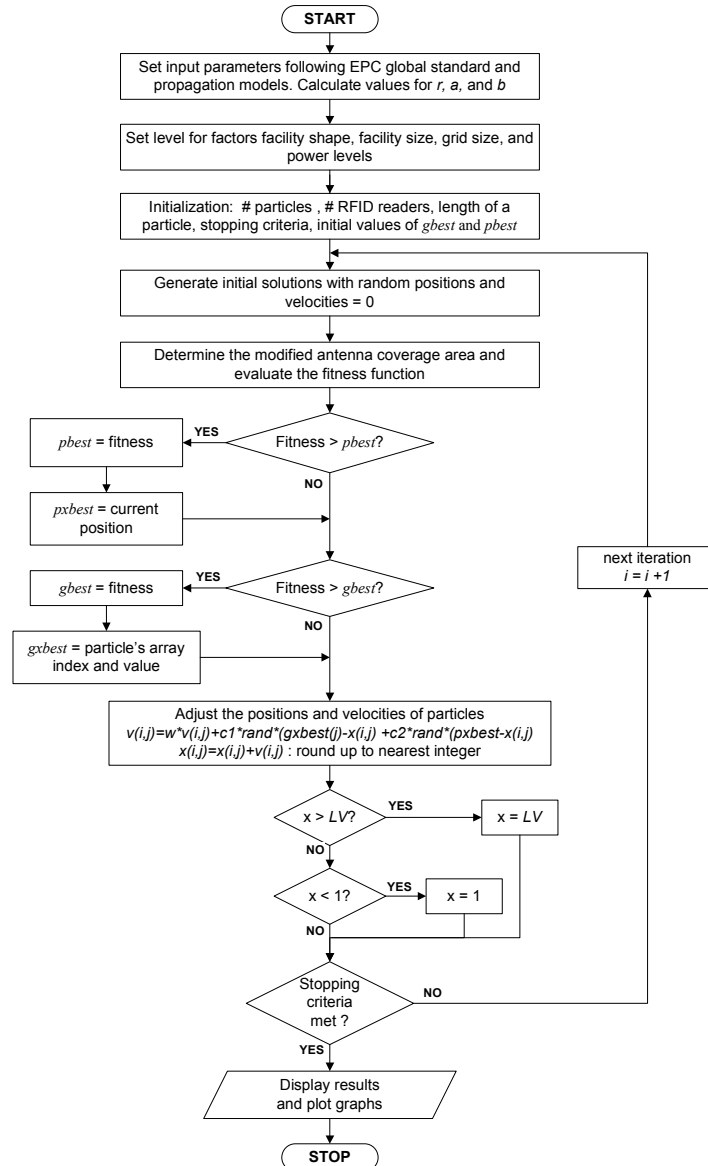 START
Set input parameters following EPC global standard and
propagation models. Calculate values for r, a, and b
Set level for factors facility shape, facility size, grid size, and
power levels
Initialization: # particles , # RFID readers, length of a
particle, stopping criteria, initial values of gbest and pbest
Generate initial solutions with random positions and
velocities = 0
Determine the modified antenna coverage area and
evaluate the fitness function
Fitness > pbest?
YES
pbest = fitness
NO
pxbest = current
position
Fitness > gbest?
YES
gbest = fitness
NO
gxbest = particle's array
index and value
next iteration
i = i +1
Adjust the positions and velocities of particles
v(i,j)=w*v(i,j)+c1*rand*(gxbest(j)-x(i,j) +c2*rand*(pxbest-x(i,j)
x(i,j)=x(i,j)+v(i,j) : round up to nearest integer
x > LV?
YES
x = LV
NO
x < 1?
YES
x = 1
NO
Stopping
criteria
met ?
NO
YES
Display results
and plot graphs
STOP